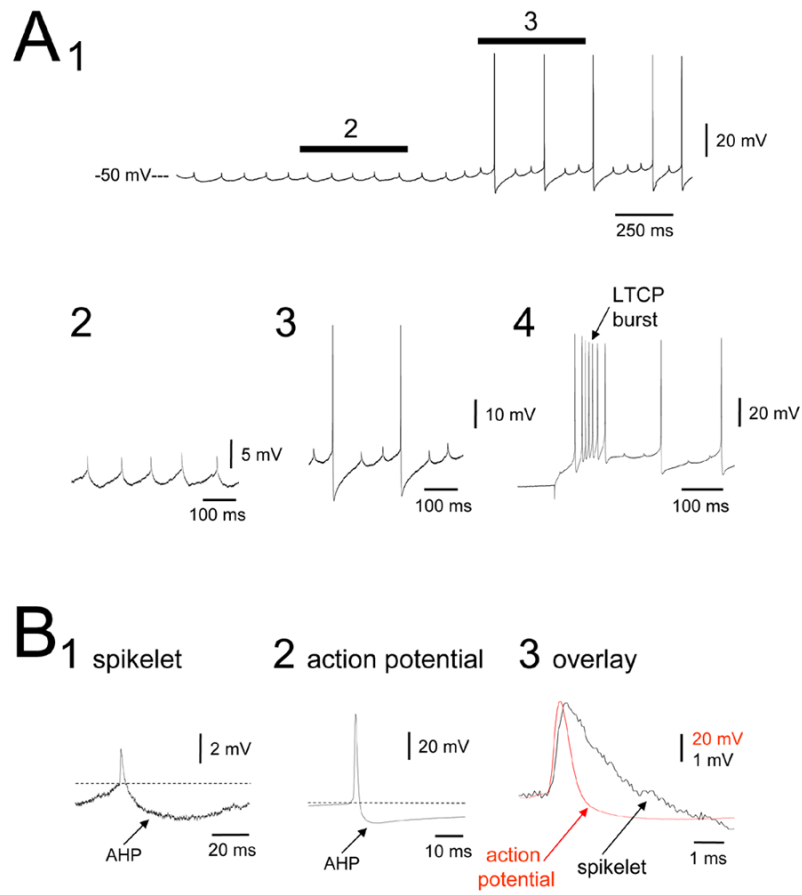 A1
3
2
20 mV
-50 mV---
250 ms
2
3
4
LTCP
burst
5 mV
10 mV
20 mV
100 ms
100 ms
100 ms
B1 spikelet
2 action potential
3 overlay
2 mV
20 mV
20 mV
1 mV
AHP
20 ms
AHP
10 ms
action
potential
spikelet
1 ms